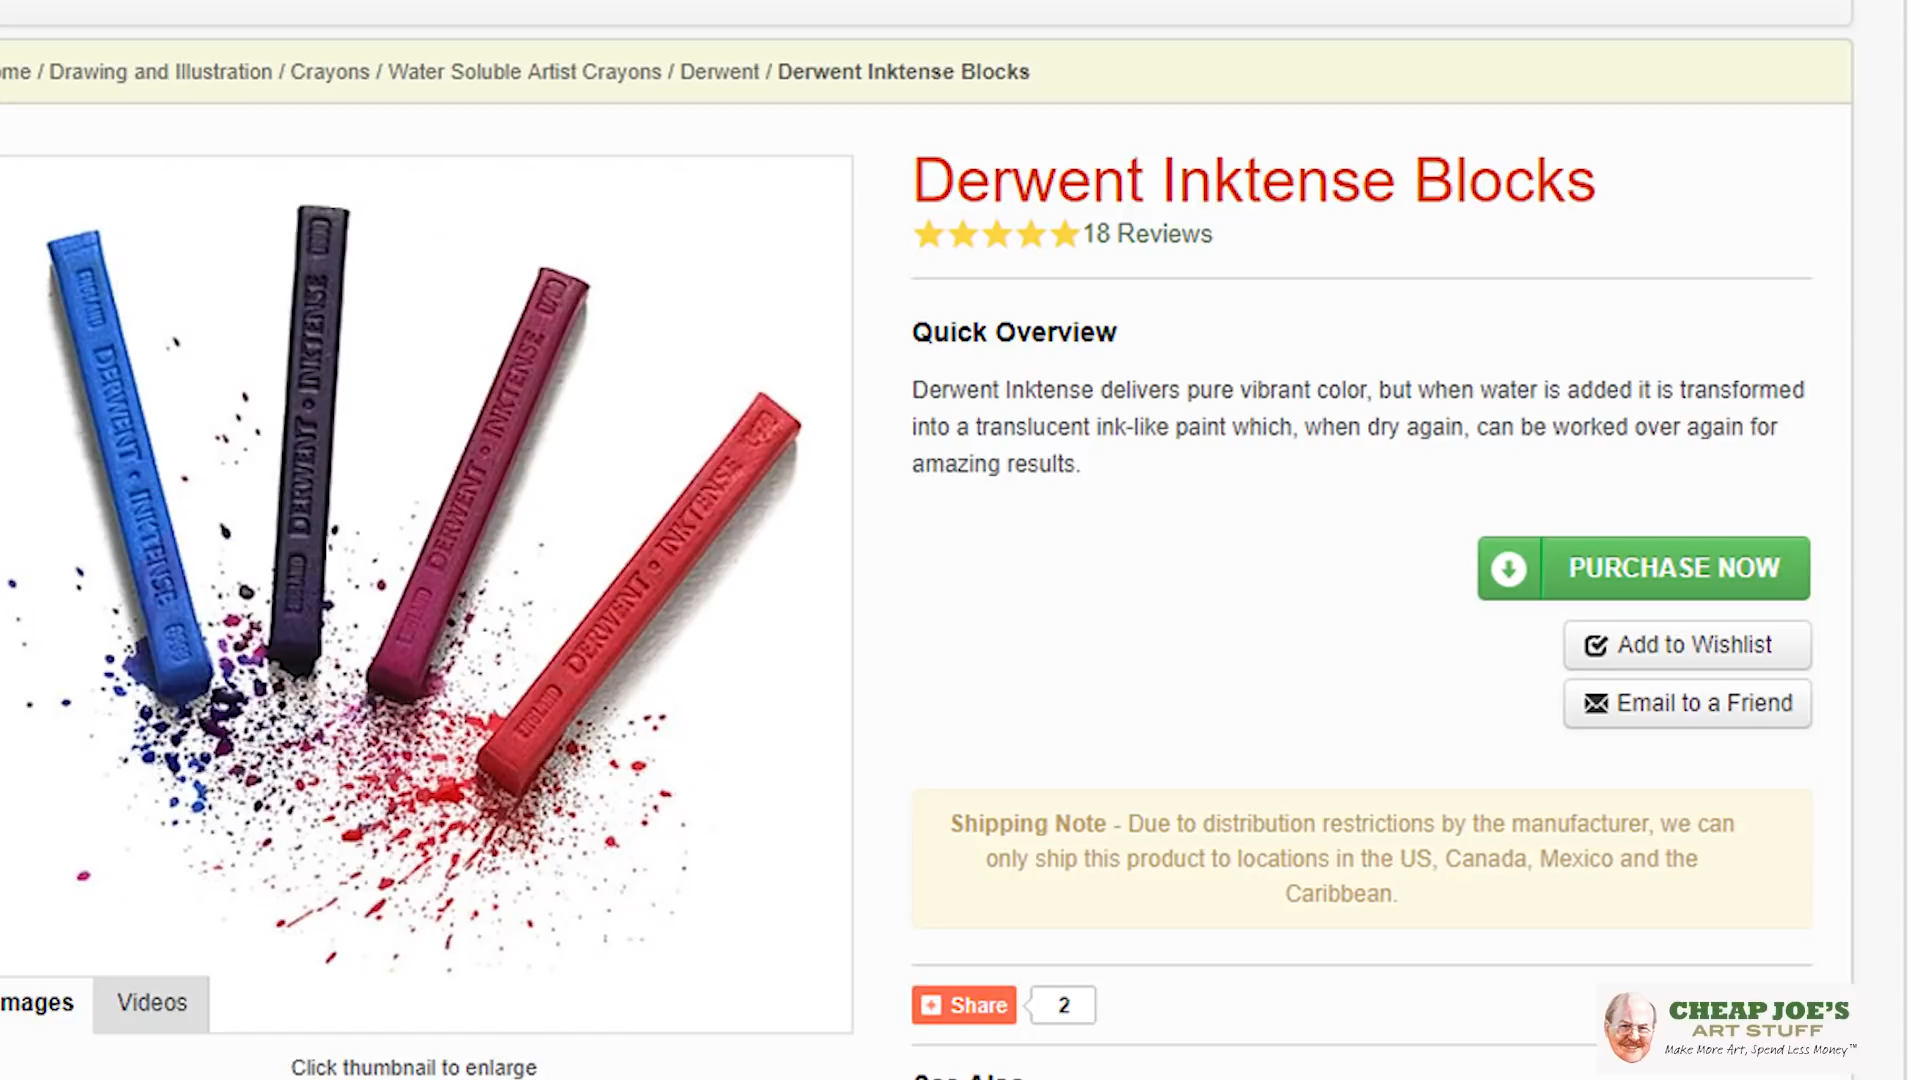 me / Drawing and Illustration / Crayons / Water Soluble Artist Crayons / Derwent / Derwent Inktense Blocks
Derwent Inktense Blocks
18 Reviews
Quick Overview
Derwent Inktense delivers pure vibrant color, but when water is added it is transformed
into a translucent ink-like paint which, when dry again, can be worked over again for
amazing results.
PURCHASE NOW
Add to Wishlist
Email to a Friend
Shipping Note - Due to distribution restrictions by the manufacturer, we can
only ship this product to locations in the US, Canada, Mexico and the
Caribbean.
Share 2
ENGLAND DERWENT • INKTENSE
DERWENT • INKTENSE
DERWENT • INKTENSE
ENGLAND DERWENT • INKTENSE
mages Videos
Click thumbnail to enlarge
CHEAP JOE'S
ART STUFF
Make More Art, Spend Less Money™